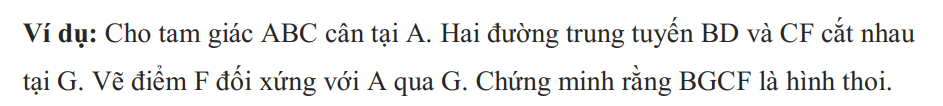 Ví dụ: Cho tam giác ABC cân tại A. Hai đường trung tuyến BD và CF cắt nhau
tại G. Vẽ điểm F đối xứng với A qua G. Chứng minh rằng BGCF là hình thoi.